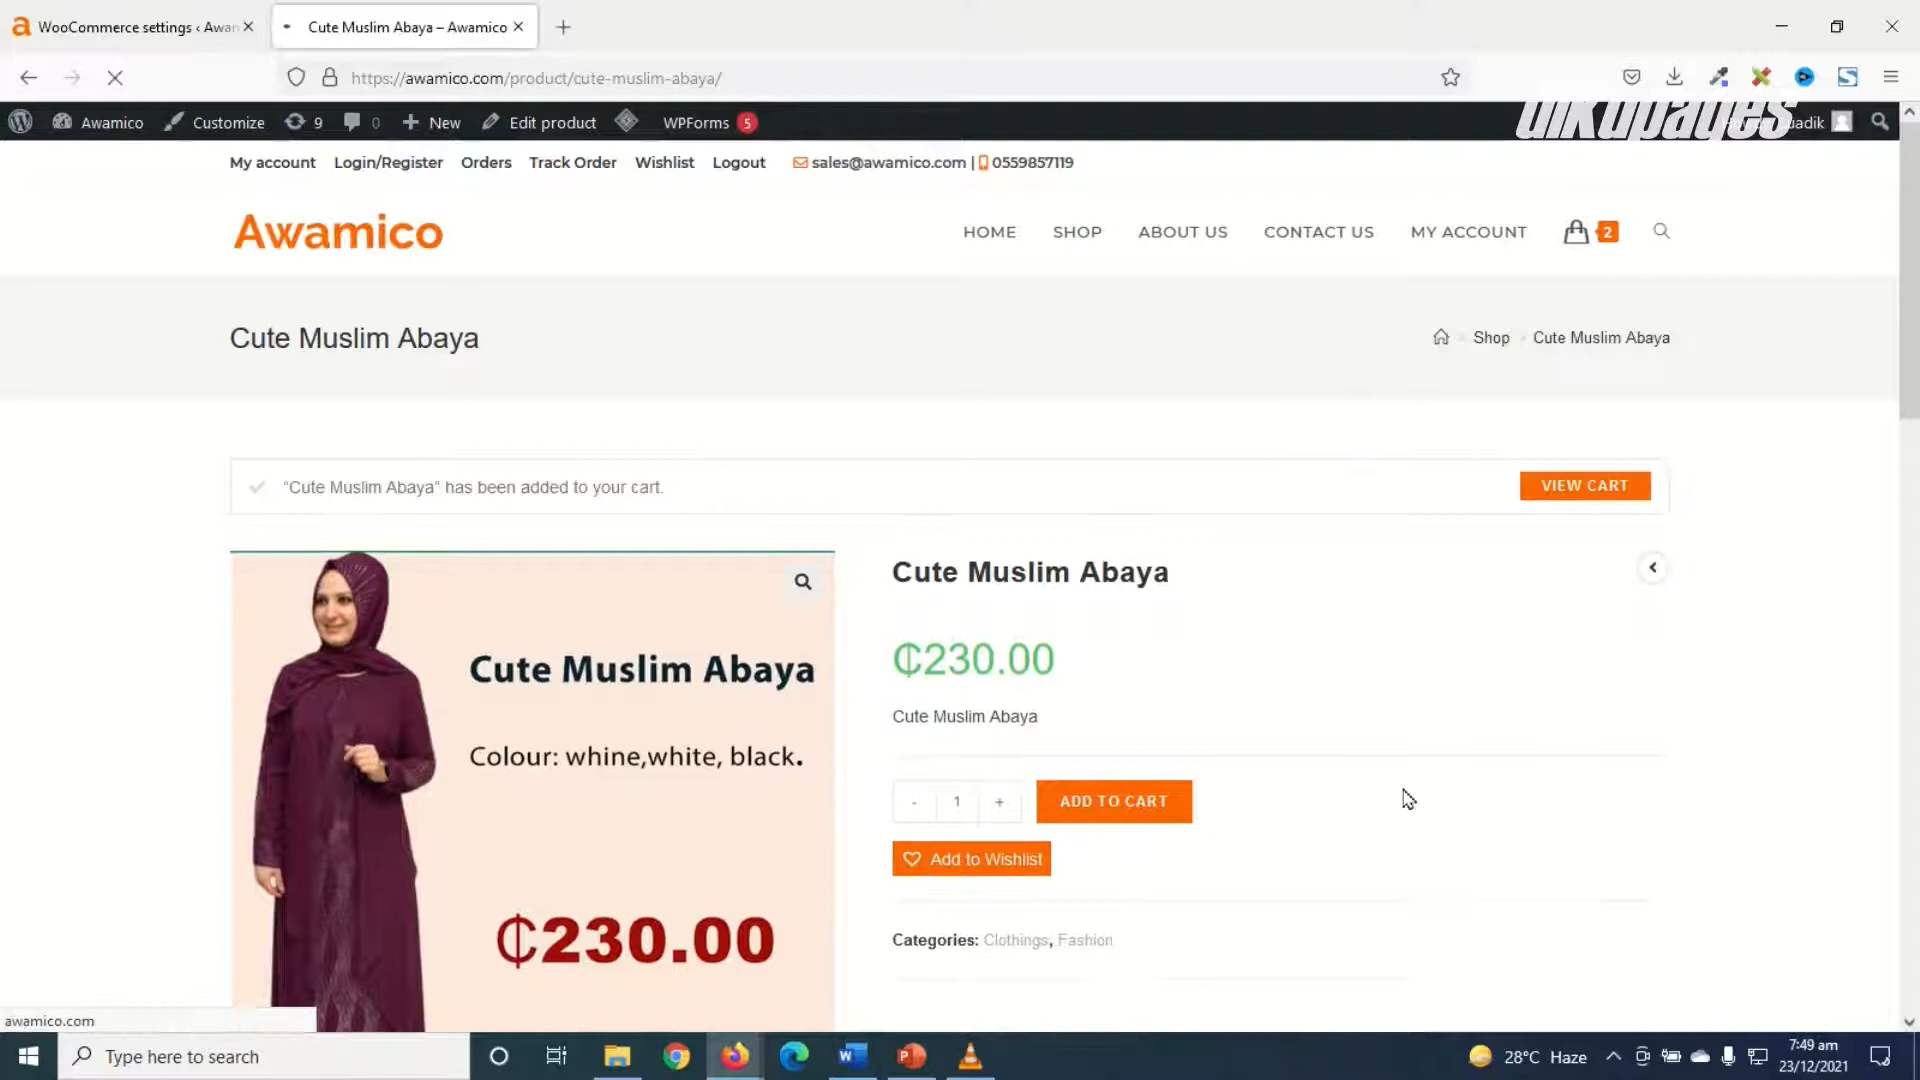 WooCommerce settings ‹ Awan
Cute Muslim Abaya – Awamico
https://awamico.com/product/cute-muslim-abaya/
Awamico
Customize
9
0
New
Edit product
WPForms 5
uadik
My account
Login/Register
Orders
Track Order
Wishlist
Logout
sales@awamico.com | 0559857119
Awamico
HOME
SHOP
ABOUT US
CONTACT US
MY ACCOUNT
2
Cute Muslim Abaya
Shop
Cute Muslim Abaya
“Cute Muslim Abaya” has been added to your cart.
VIEW CART
Cute Muslim Abaya
Colour: whine,white, black.
₵230.00
Cute Muslim Abaya
₵230.00
Cute Muslim Abaya
- 1 +
ADD TO CART
Add to Wishlist
Categories: Clothings, Fashion
awamico.com
Type here to search
28°C Haze
7:49 am
23/12/2021